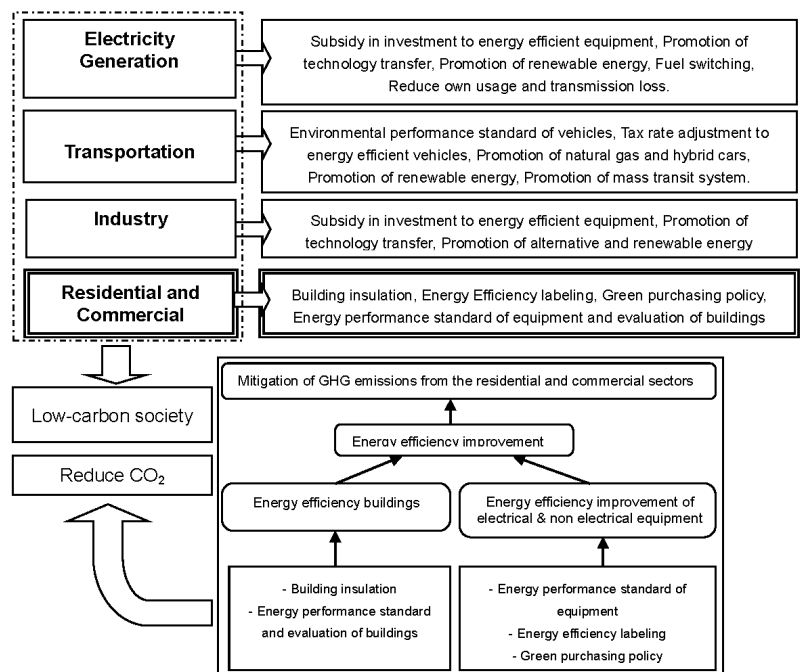 Electricity
Generation
Subsidy in investment to energy efficient equipment, Promotion of
technology transfer, Promotion of renewable energy, Fuel switching,
Reduce own usage and transmission loss.
Transportation
Environmental performance standard of vehicles, Tax rate adjustment to
energy efficient vehicles, Promotion of natural gas and hybrid cars,
Promotion of renewable energy, Promotion of mass transit system.
Industry
Subsidy in investment to energy efficient equipment, Promotion of
technology transfer, Promotion of alternative and renewable energy
Residential and
Commercial
Building insulation, Energy Efficiency labeling, Green purchasing policy,
Energy performance standard of equipment and evaluation of buildings
Low-carbon society
Reduce CO₂
Mitigation of GHG emissions from the residential and commercial sectors
Energy efficiency improvement
Energy efficiency buildings
Energy efficiency improvement of
electrical & non electrical equipment
- Building insulation
- Energy performance standard
and evaluation of buildings
- Energy performance standard of
equipment
- Energy efficiency labeling
- Green purchasing policy